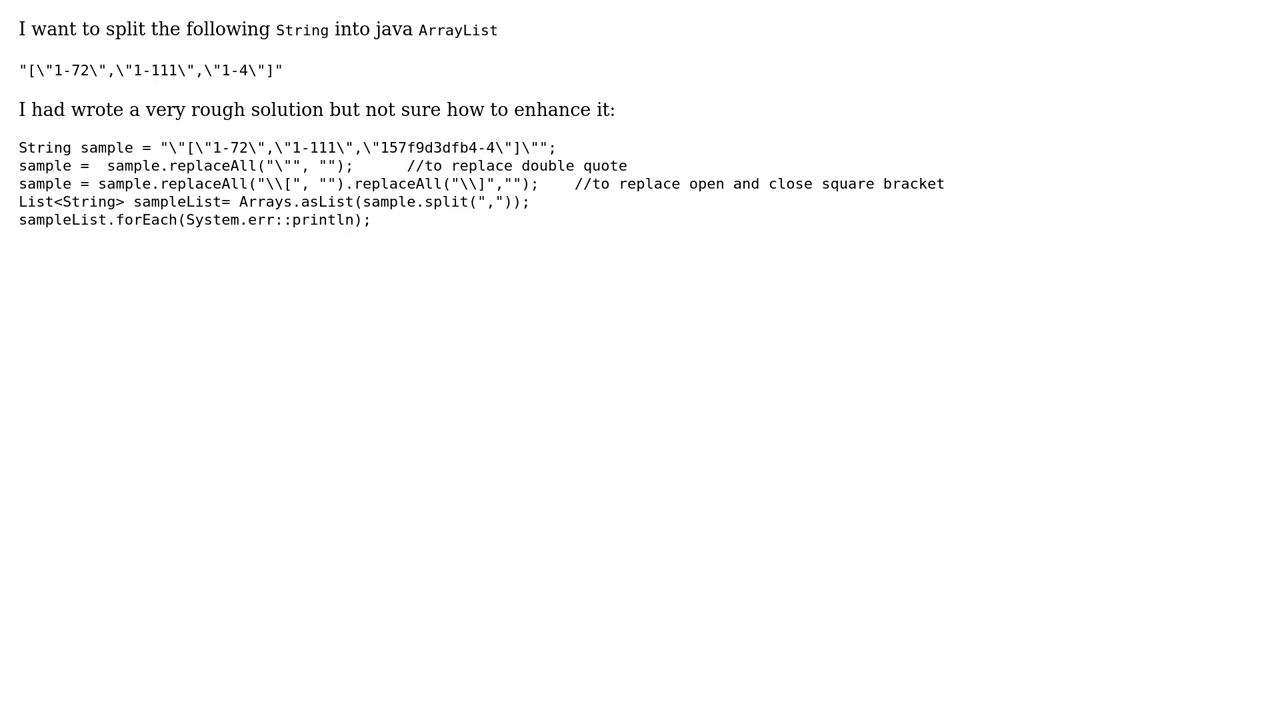 I want to split the following String into java ArrayList
"[\"1-72\",\"1-111\",\"1-4\"]"
I had wrote a very rough solution but not sure how to enhance it:
String sample = "\"[\"1-72\",\"1-111\",\"157f9d3dfb4-4\"]\"";
sample =  sample.replaceAll("\"", "");      //to replace double quote
sample = sample.replaceAll("\\[", "").replaceAll("\\]","");    //to replace open and close square bracket
List<String> sampleList= Arrays.asList(sample.split(","));
sampleList.forEach(System.err::println);